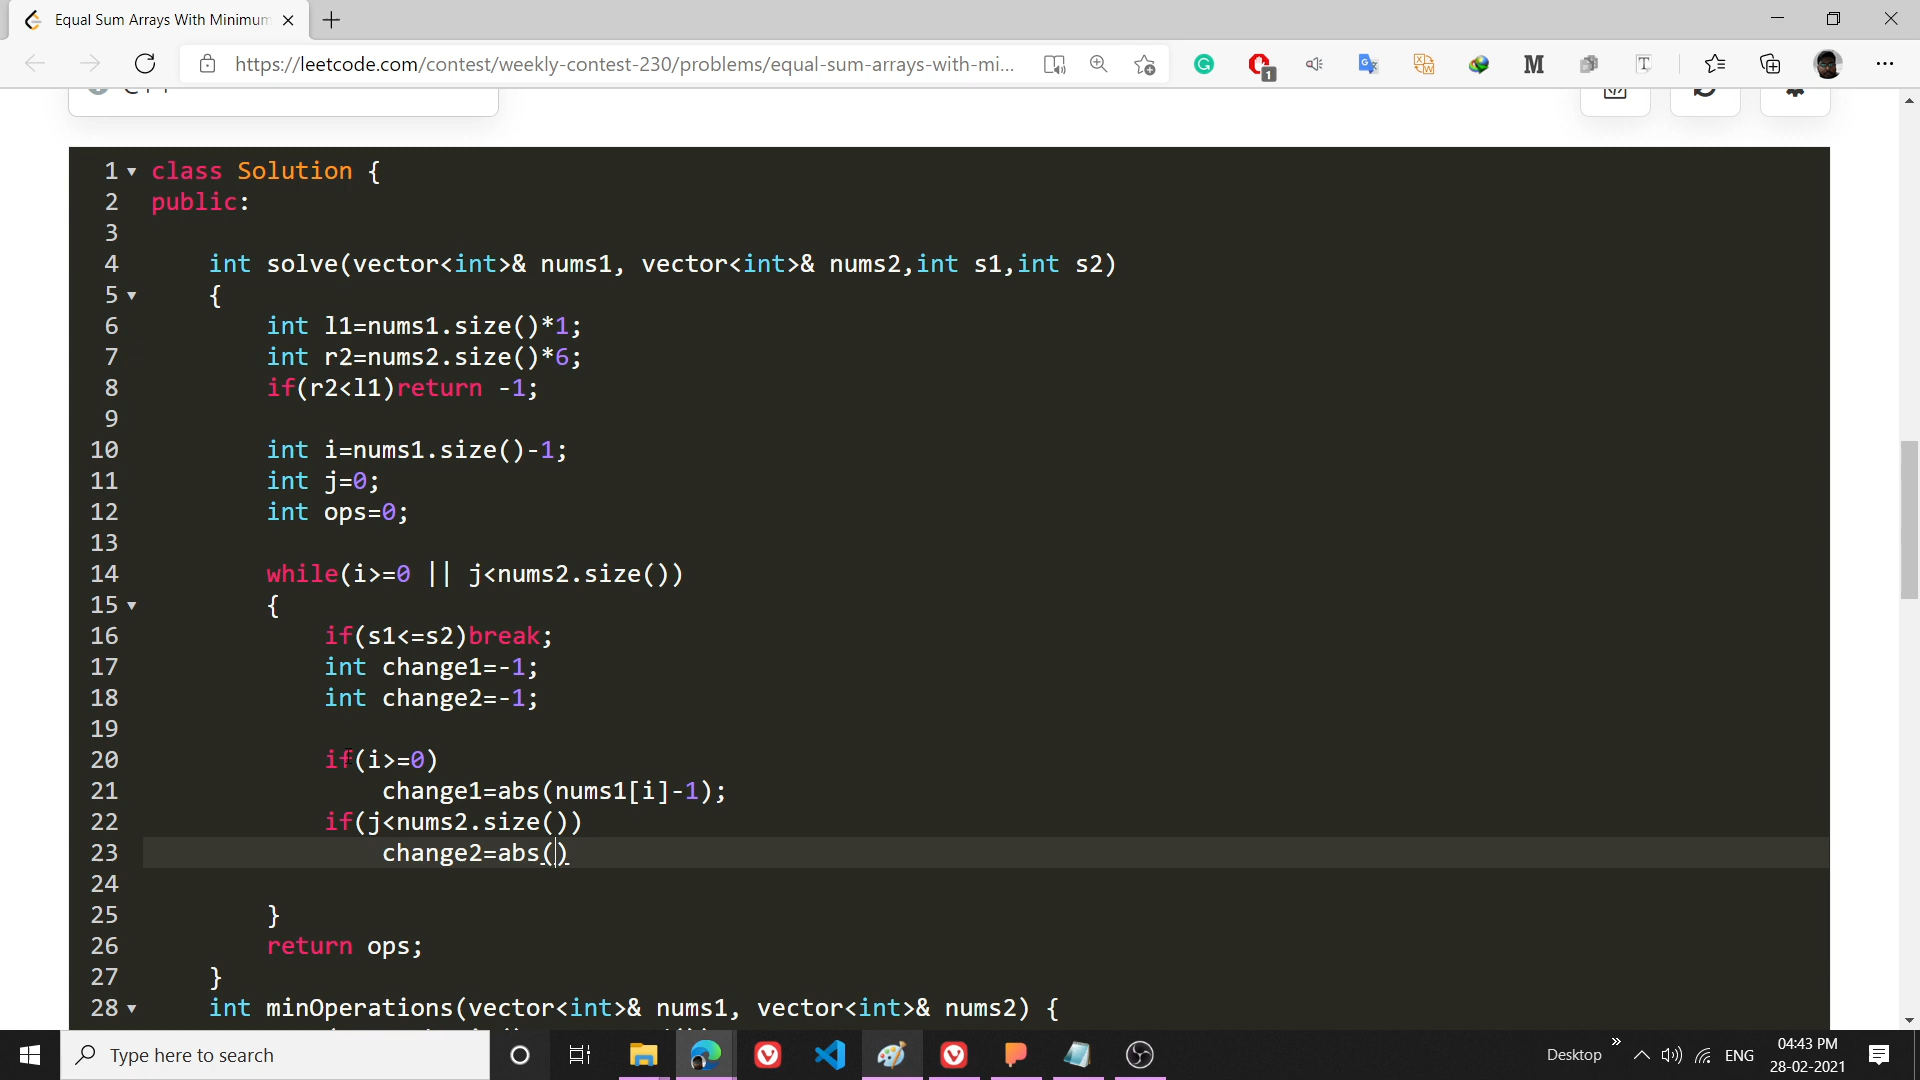 Equal Sum Arrays With Minimum
https://leetcode.com/contest/weekly-contest-230/problems/equal-sum-arrays-with-mi...
1
M
T
1 class Solution {
2 public:
3
4 int solve(vector<int>& nums1, vector<int>& nums2,int s1,int s2)
5 {
6 int l1=nums1.size()*1;
7 int r2=nums2.size()*6;
8 if(r2<l1)return -1;
9
10 int i=nums1.size()-1;
11 int j=0;
12 int ops=0;
13
14 while(i>=0 || j<nums2.size())
15 {
16 if(s1<=s2)break;
17 int change1=-1;
18 int change2=-1;
19
20 if(i>=0)
21 change1=abs(nums1[i]-1);
22 if(j<nums2.size())
23 change2=abs()
24
25 }
26 return ops;
27 }
28 int minOperations(vector<int>& nums1, vector<int>& nums2) {
Type here to search
Desktop
ENG
04:43 PM
28-02-2021